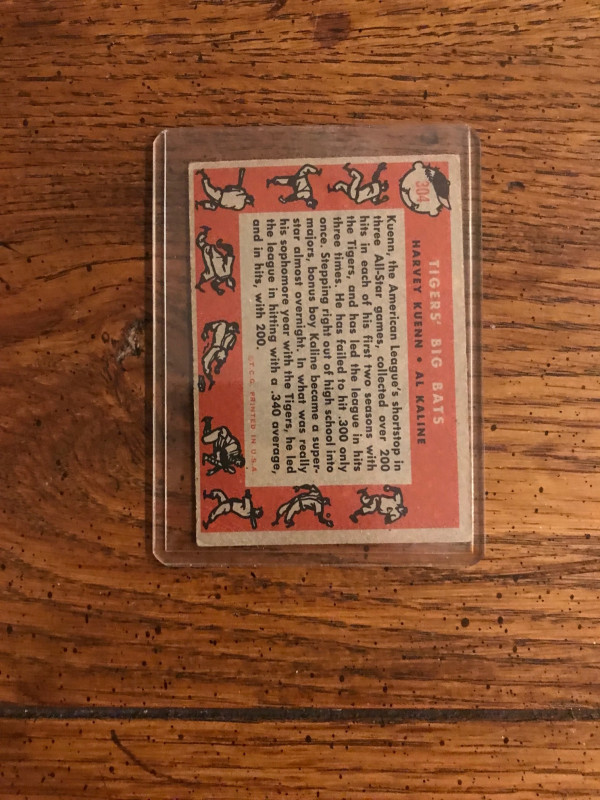 304
TIGERS' BIG BATS
HARVEY KUENN • AL KALINE
Kuenn, the American League's shortstop in
three All-Star games, collected over 200
hits in each of his first two seasons with
the Tigers, and has led the league in hits
three times. He has failed to hit .300 only
once. Stepping right out of high school into
majors, bonus boy Kaline became a super-
star almost overnight. In what was really
his sophomore year with the Tigers, he led
the league in hitting with a .340 average,
and in hits, with 200.
©T.C.G. PRINTED IN U.S.A.